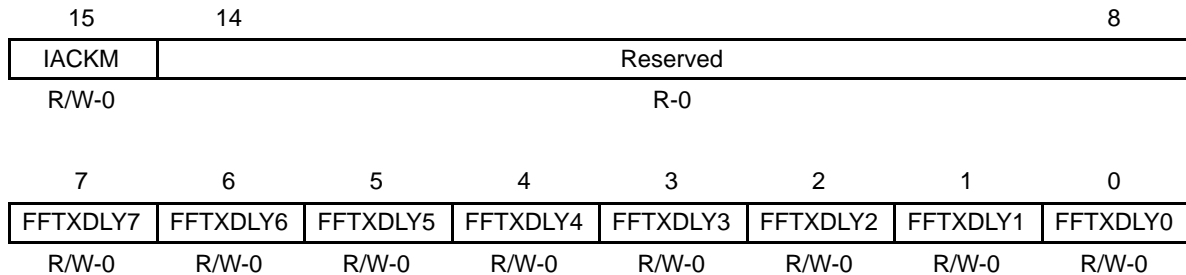 15 14 8
IACKM Reserved
R/W-0 R-0
7 6 5 4 3 2 1 0
FFTXDLY7 FFTXDLY6 FFTXDLY5 FFTXDLY4 FFTXDLY3 FFTXDLY2 FFTXDLY1 FFTXDLY0
R/W-0 R/W-0 R/W-0 R/W-0 R/W-0 R/W-0 R/W-0 R/W-0